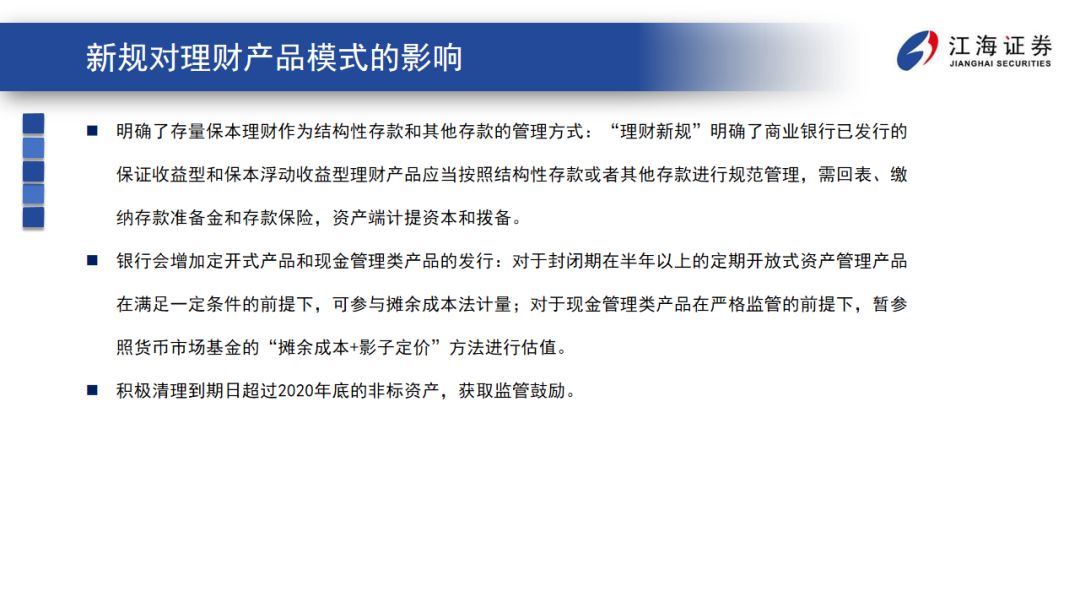 新规对理财产品模式的影响
江海证券
JIANGHAI SECURITIES
■ 明确了存量保本理财作为结构性存款和其他存款的管理方式：“理财新规”明确了商业银行已发行的
保证收益型和保本浮动收益型理财产品应当按照结构性存款或者其他存款进行规范管理，需回表、缴
纳存款准备金和存款保险，资产端计提资本和拨备。
■ 银行会增加定开式产品和现金管理类产品的发行：对于封闭期在半年以上的定期开放式资产管理产品
在满足一定条件的前提下，可参与摊余成本法计量；对于现金管理类产品在严格监管的前提下，暂参
照货币市场基金的“摊余成本+影子定价”方法进行估值。
■ 积极清理到期日超过2020年底的非标资产，获取监管鼓励。